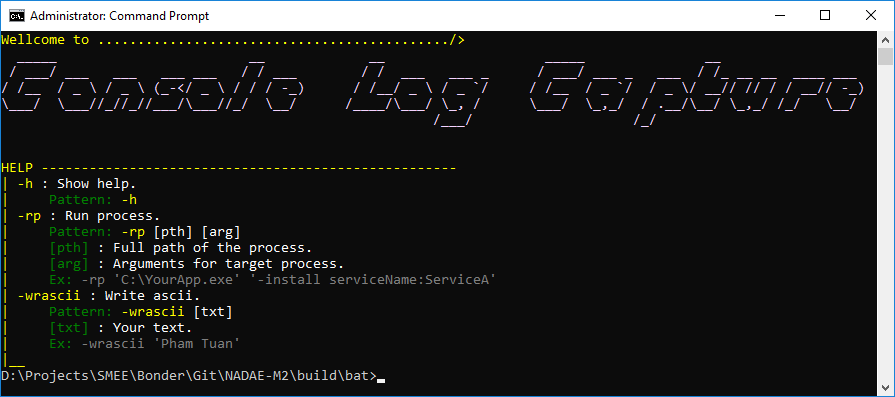 Administrator: Command Prompt
Wellcome to .........................................../>
Console Log Capture
HELP ----------------------------------------------------
| -h : Show help.
|     Pattern: -h
| -rp : Run process.
|     Pattern: -rp [pth] [arg]
|     [pth] : Full path of the process.
|     [arg] : Arguments for target process.
|     Ex: -rp 'C:\YourApp.exe' '-install serviceName:ServiceA'
| -wrascii : Write ascii.
|     Pattern: -wrascii [txt]
|     [txt] : Your text.
|     Ex: -wrascii 'Pham Tuan'
|__
D:\Projects\SMEE\Bonder\Git\NADAE-M2\build\bat>